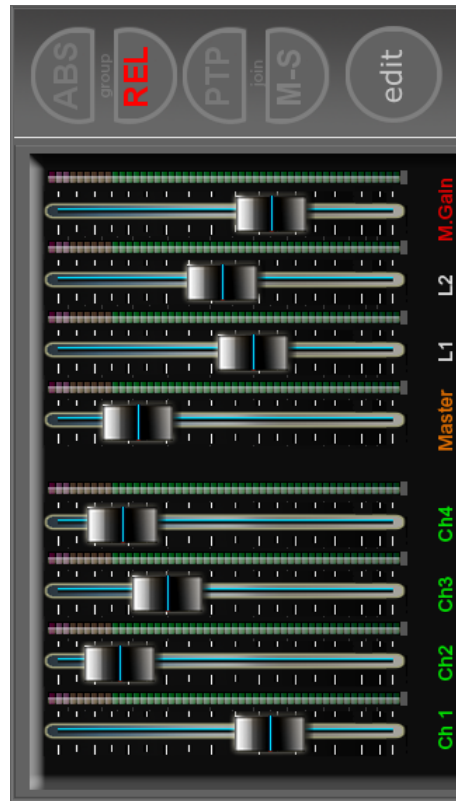 Ch 1
Ch2
Ch3
Ch4
Master
L1
L2
M.Gain
ABS
group
REL
PTP
join
M-S
edit